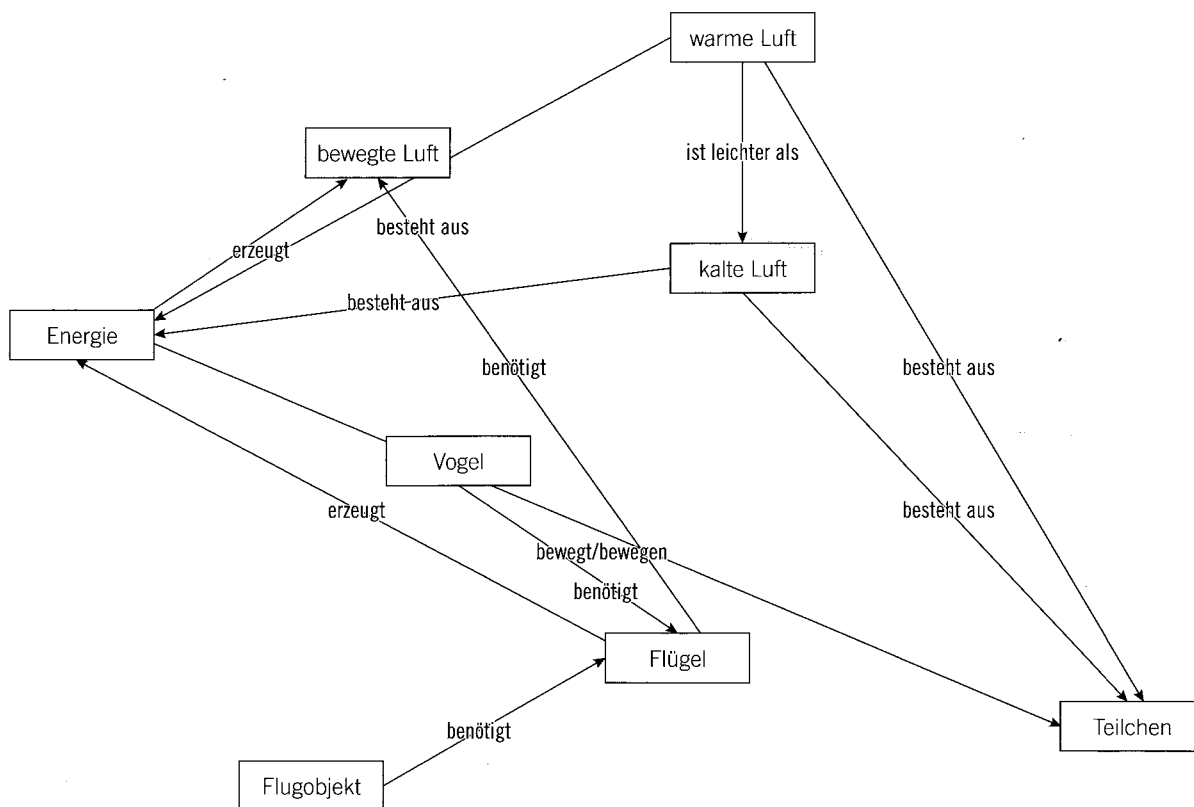 warme Luft
bewegte Luft
ist leichter als
besteht aus
erzeugt
kalte Luft
besteht aus
Energie
benötigt
besteht aus
Vogel
erzeugt
besteht aus
bewegt/bewegen
benötigt
Flügel
Teilchen
benötigt
Flugobjekt